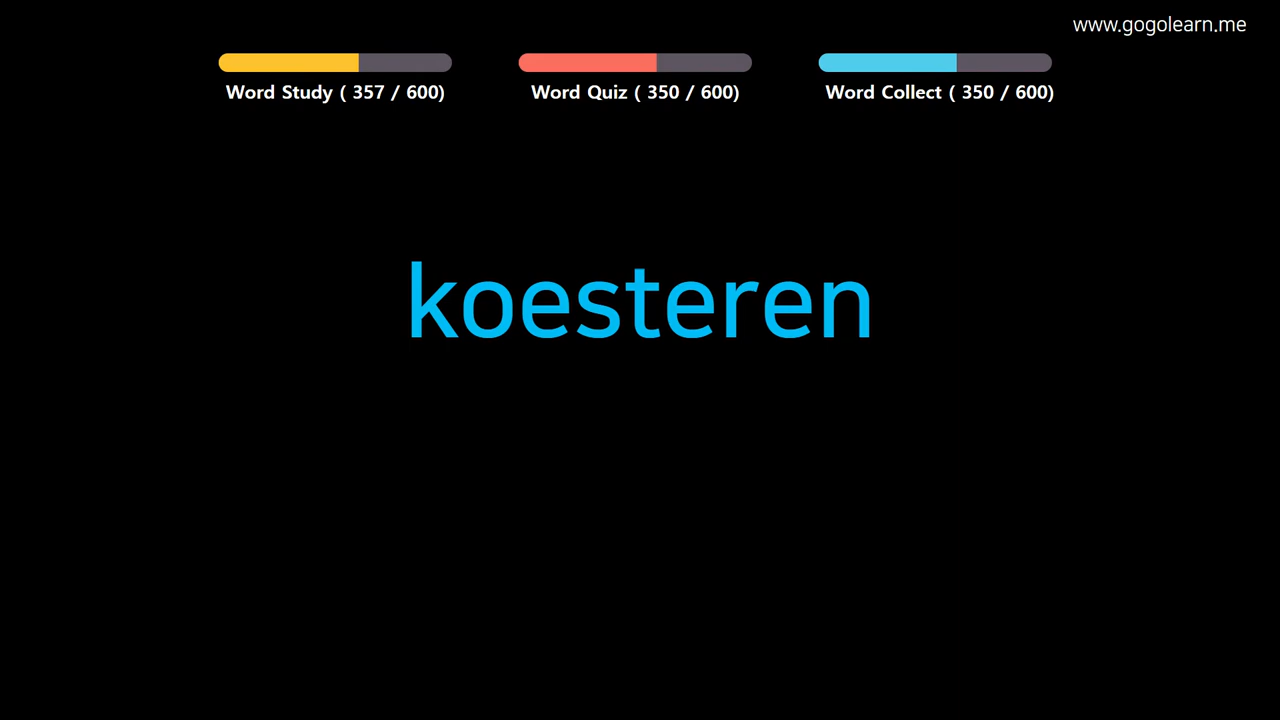 www.gogolearn.me
Word Study ( 357 / 600)
Word Quiz ( 350 / 600)
Word Collect ( 350 / 600)
koesteren